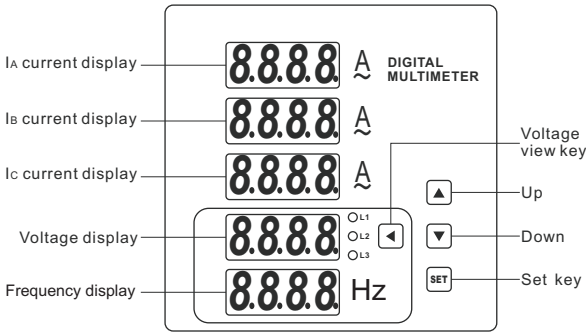 IA current display
8.8.8.8. A DIGITAL
MULTIMETER
IB current display
8.8.8.8. A
Voltage
view key
IC current display
8.8.8.8. A
Up
Voltage display
8.8.8.8.
L1
L2
L3
Down
Frequency display
8.8.8.8. Hz
SET
Set key